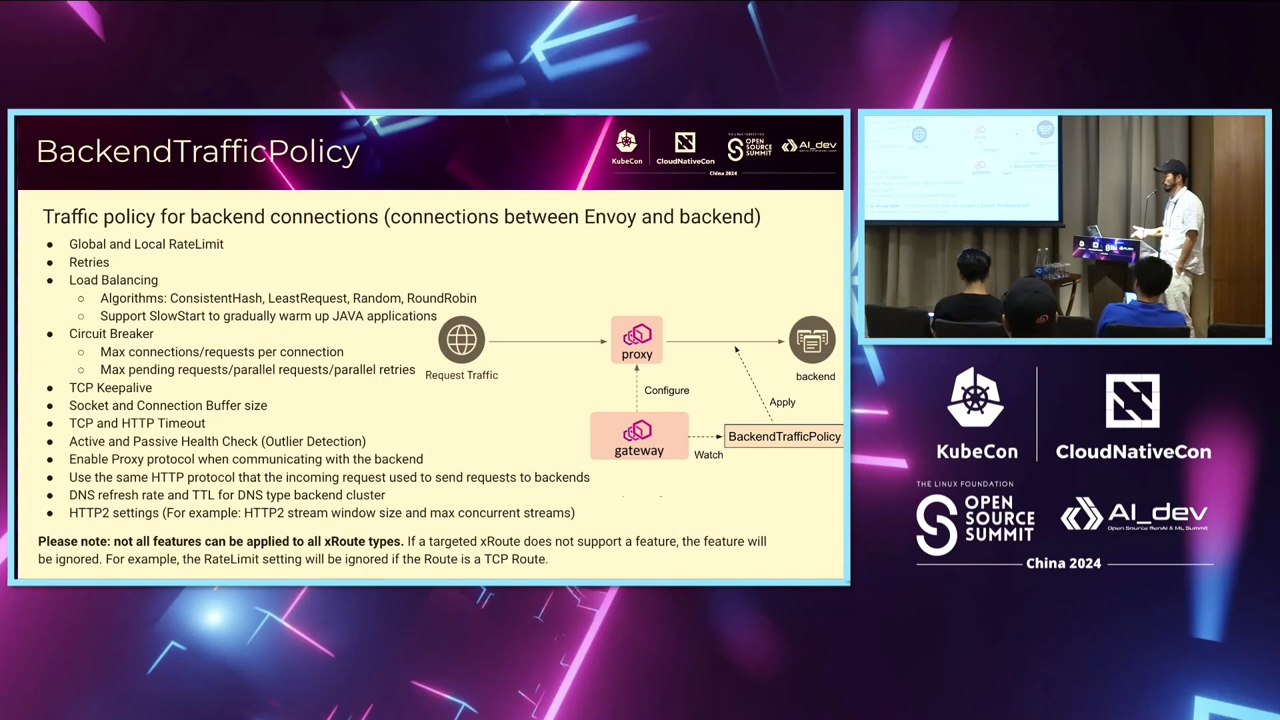 BackendTrafficPolicy
KubeCon
CloudNativeCon
THE LINUX FOUNDATION
OPEN
SOURCE
SUMMIT
AI_dev
China 2024
Traffic policy for backend connections (connections between Envoy and backend)
● Global and Local RateLimit
● Retries
● Load Balancing
○ Algorithms: ConsistentHash, LeastRequest, Random, RoundRobin
○ Support SlowStart to gradually warm up JAVA applications
● Circuit Breaker
○ Max connections/requests per connection
○ Max pending requests/parallel requests/parallel retries
● TCP Keepalive
● Socket and Connection Buffer size
● TCP and HTTP Timeout
● Active and Passive Health Check (Outlier Detection)
● Enable Proxy protocol when communicating with the backend
● Use the same HTTP protocol that the incoming request used to send requests to backends
● DNS refresh rate and TTL for DNS type backend cluster
● HTTP2 settings (For example: HTTP2 stream window size and max concurrent streams)
Request Traffic
proxy
backend
Configure
Apply
gateway
Watch
BackendTrafficPolicy
Please note: not all features can be applied to all xRoute types. If a targeted xRoute does not support a feature, the feature will
be ignored. For example, the RateLimit setting will be ignored if the Route is a TCP Route.
KubeCon
CloudNativeCon
THE LINUX FOUNDATION
OPEN
SOURCE
SUMMIT
AI_dev
Open Source GenAI & ML Summit
China 2024